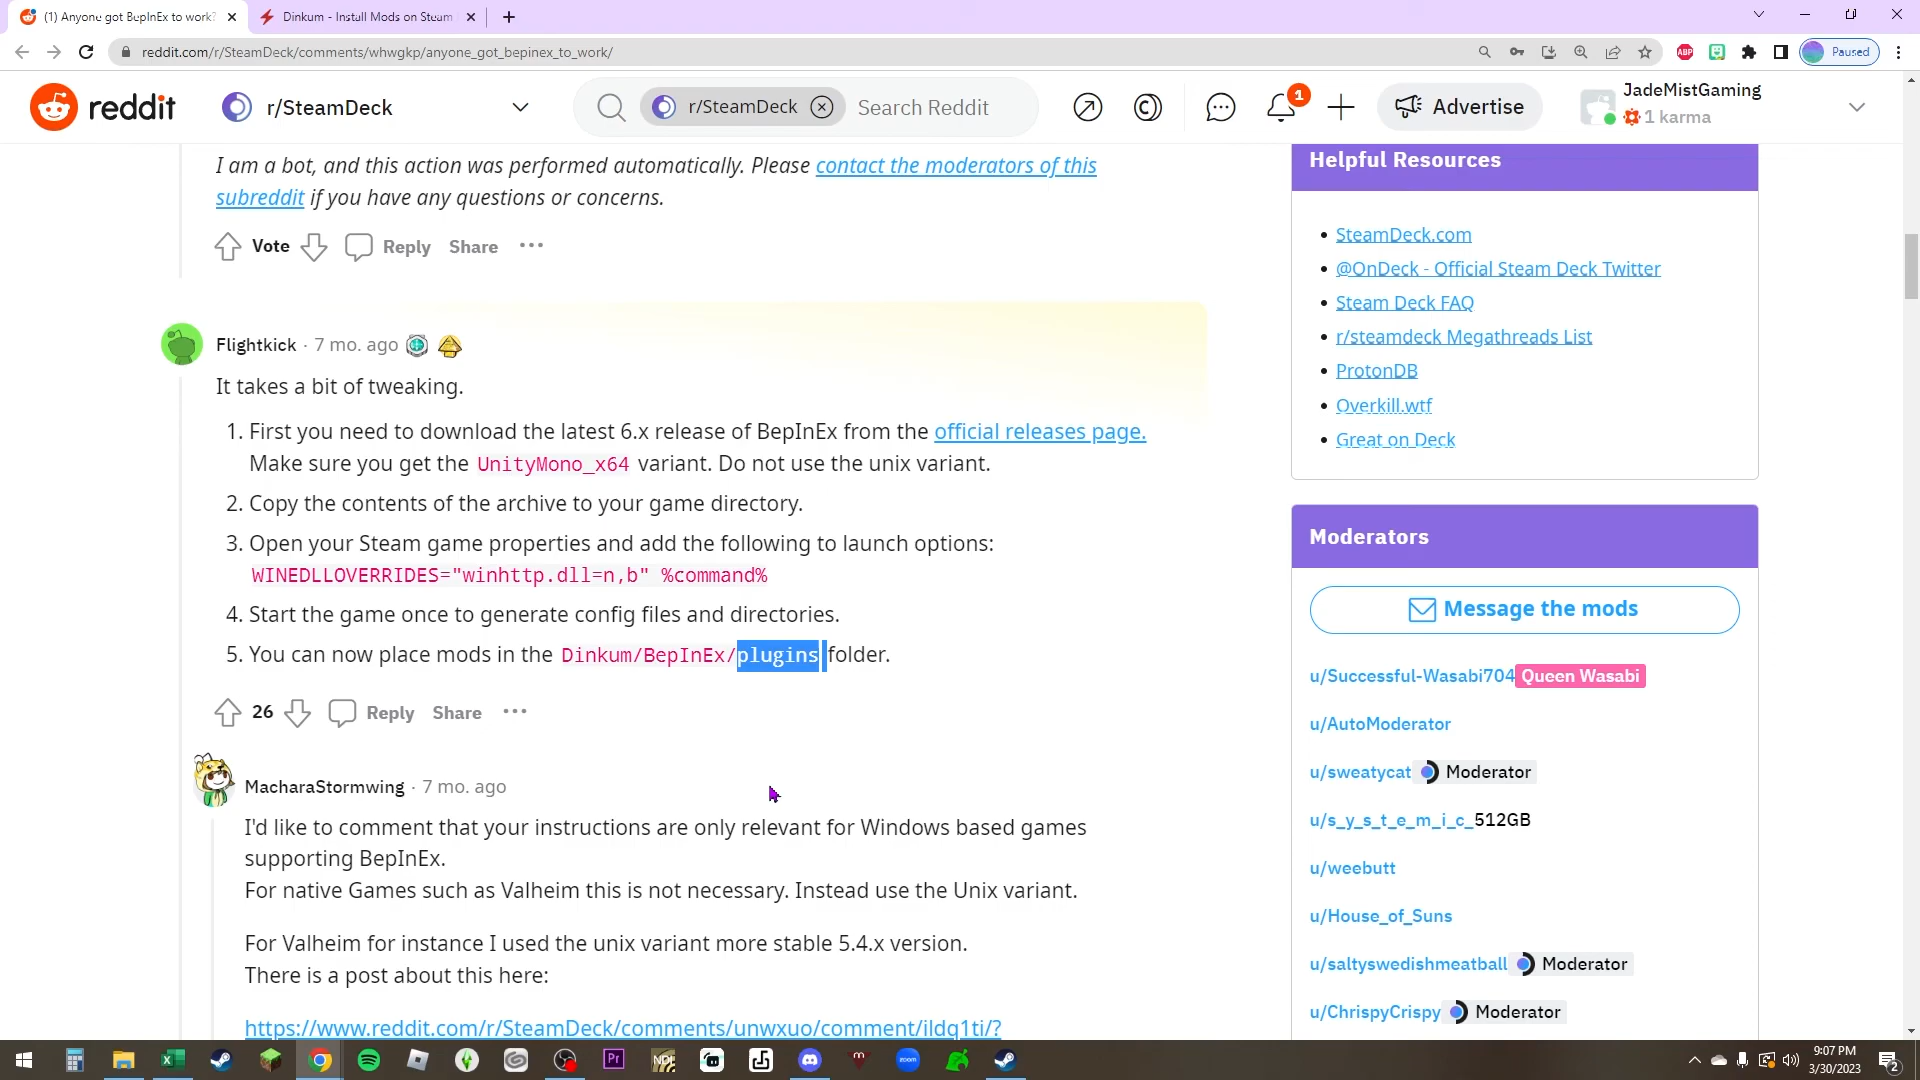 (1) Anyone got BepInEx to work?
Dinkum - Install Mods on Steam
reddit.com/r/SteamDeck/comments/whwgkp/anyone_got_bepinex_to_work/
ABP
Paused
reddit
r/SteamDeck
r/SteamDeck
Search Reddit
1
Advertise
JadeMistGaming
1 karma
I am a bot, and this action was performed automatically. Please contact the moderators of this
subreddit if you have any questions or concerns.
Vote
Reply
Share
Flightkick · 7 mo. ago
It takes a bit of tweaking.
1. First you need to download the latest 6.x release of BepInEx from the official releases page.
Make sure you get the UnityMono_x64 variant. Do not use the unix variant.
2. Copy the contents of the archive to your game directory.
3. Open your Steam game properties and add the following to launch options:
WINEDLLOVERRIDES="winhttp.dll=n,b" %command%
4. Start the game once to generate config files and directories.
5. You can now place mods in the Dinkum/BepInEx/plugins folder.
26
Reply
Share
MacharaStormwing · 7 mo. ago
I'd like to comment that your instructions are only relevant for Windows based games
supporting BepInEx.
For native Games such as Valheim this is not necessary. Instead use the Unix variant.
For Valheim for instance I used the unix variant more stable 5.4.x version.
There is a post about this here:
https://www.reddit.com/r/SteamDeck/comments/unwxuo/comment/ildq1ti/?
Helpful Resources
• SteamDeck.com
• @OnDeck - Official Steam Deck Twitter
• Steam Deck FAQ
• r/steamdeck Megathreads List
• ProtonDB
• Overkill.wtf
• Great on Deck
Moderators
Message the mods
u/Successful-Wasabi704 Queen Wasabi
u/AutoModerator
u/sweatycat Moderator
u/s_y_s_t_e_m_i_c_ 512GB
u/weebutt
u/House_of_Suns
u/saltyswedishmeatball Moderator
u/ChrispyCrispy Moderator
Pr
NDI
zoom
9:07 PM
3/30/2023
2